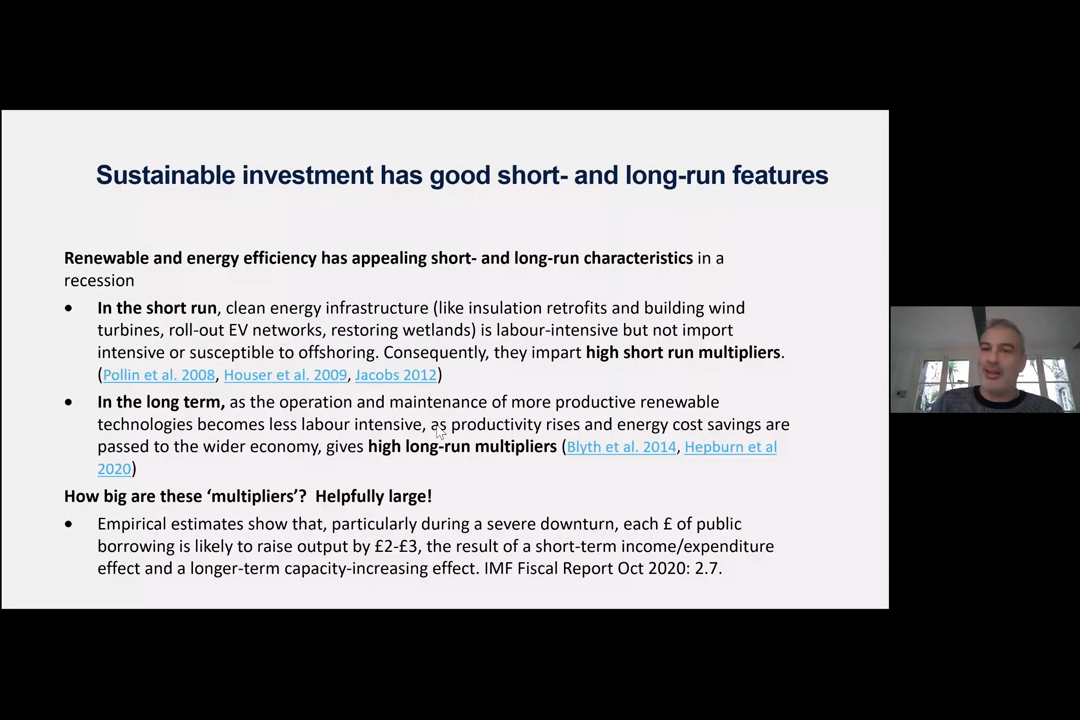 Sustainable investment has good short- and long-run features
Renewable and energy efficiency has appealing short- and long-run characteristics in a
recession
• In the short run, clean energy infrastructure (like insulation retrofits and building wind
turbines, roll-out EV networks, restoring wetlands) is labour-intensive but not import
intensive or susceptible to offshoring. Consequently, they impart high short run multipliers.
(Pollin et al. 2008, Houser et al. 2009, Jacobs 2012)
• In the long term, as the operation and maintenance of more productive renewable
technologies becomes less labour intensive, as productivity rises and energy cost savings are
passed to the wider economy, gives high long-run multipliers (Blyth et al. 2014, Hepburn et al
2020)
How big are these ‘multipliers’? Helpfully large!
• Empirical estimates show that, particularly during a severe downturn, each £ of public
borrowing is likely to raise output by £2-£3, the result of a short-term income/expenditure
effect and a longer-term capacity-increasing effect. IMF Fiscal Report Oct 2020: 2.7.